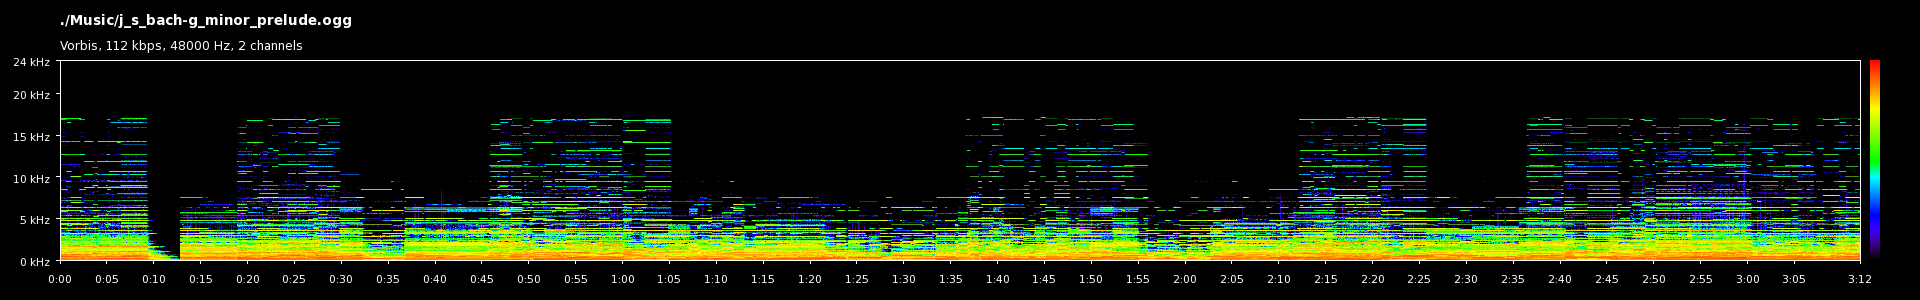 ./Music/j_s_bach-g_minor_prelude.ogg
Vorbis, 112 kbps, 48000 Hz, 2 channels
24 kHz
20 kHz
15 kHz
10 kHz
5 kHz
0 kHz
0:00 0:05 0:10 0:15 0:20 0:25 0:30 0:35 0:40 0:45 0:50 0:55 1:00 1:05 1:10 1:15 1:20 1:25 1:30 1:35 1:40 1:45 1:50 1:55 2:00 2:05 2:10 2:15 2:20 2:25 2:30 2:35 2:40 2:45 2:50 2:55 3:00 3:05 3:12